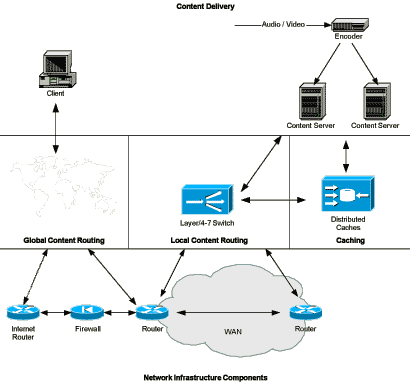 Content Delivery
Audio / Video
Encoder
Client
Content Server
Content Server
Layer/4-7 Switch
Distributed
Caches
Global Content Routing
Local Content Routing
Caching
Internet
Router
Firewall
Router
WAN
Router
Network Infrastructure Components